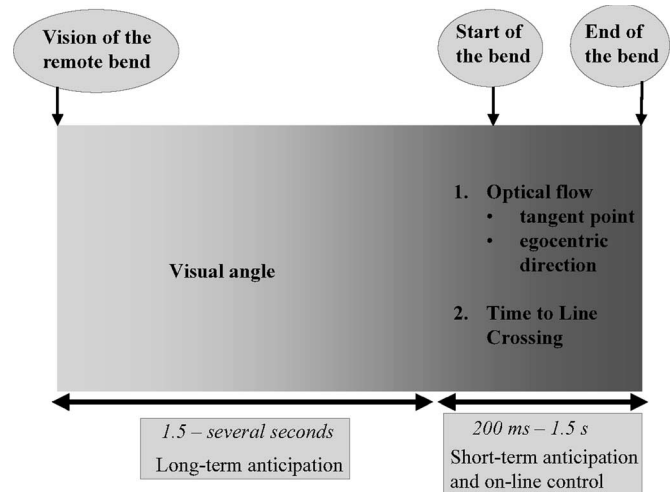 Vision of the
remote bend
Start of
the bend
End of
the bend
Visual angle
1. Optical flow
• tangent point
• egocentric
direction
2. Time to Line
Crossing
1.5 – several seconds
Long-term anticipation
200 ms – 1.5 s
Short-term anticipation
and on-line control